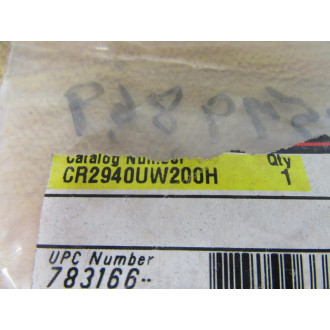 Catalog Number Qty
CR2940UW200H 1
UPC Number
783166--